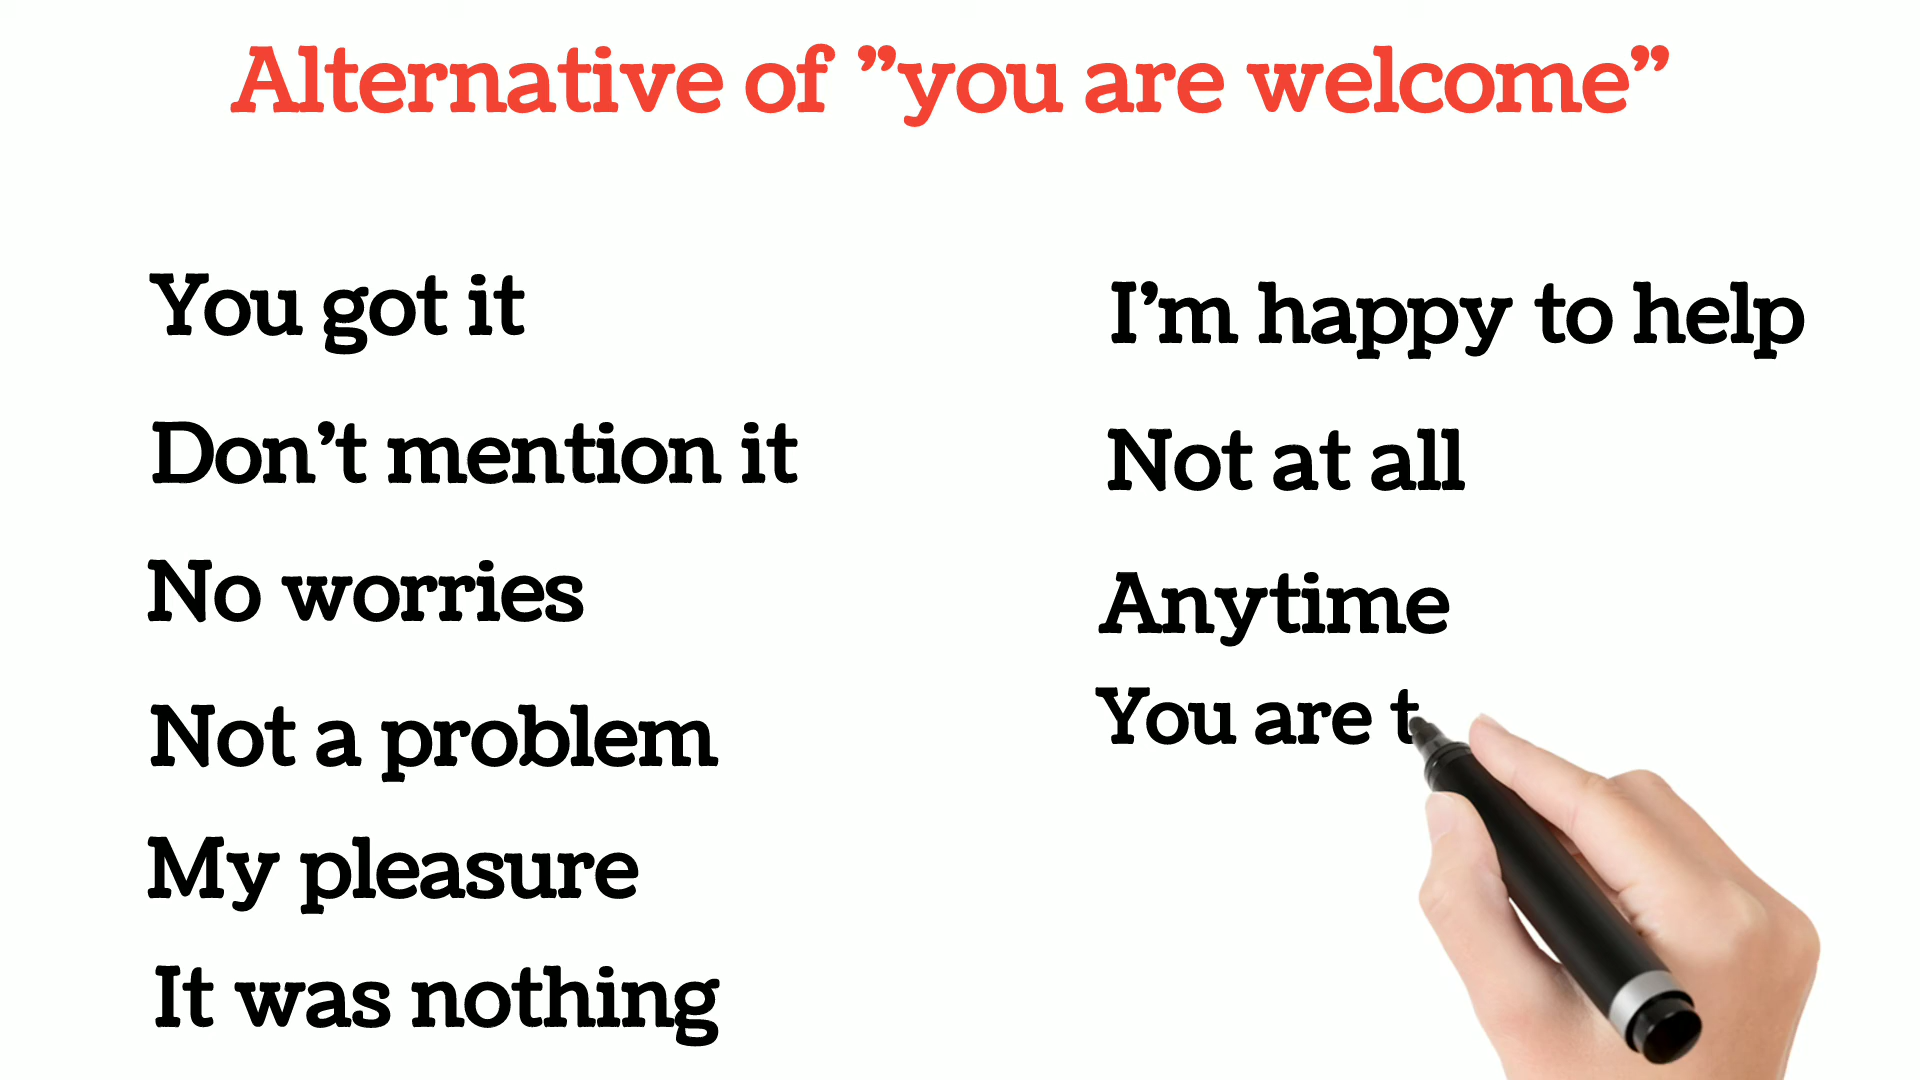 Alternative of ”you are welcome”
You got it
Don’t mention it
No worries
Not a problem
My pleasure
It was nothing
I’m happy to help
Not at all
Anytime
You are t